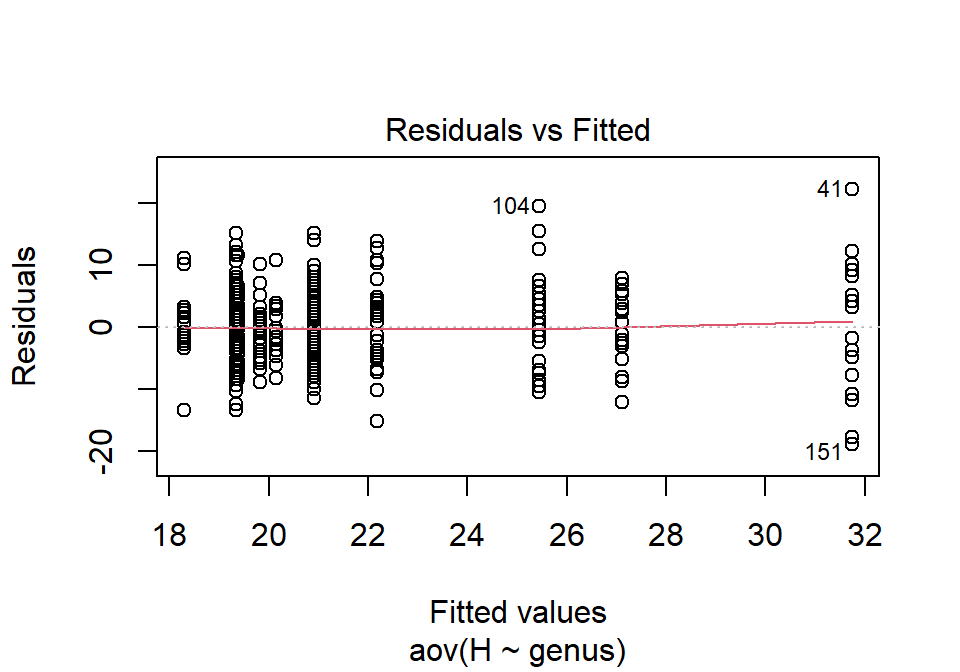 Residuals vs Fitted
Residuals
10
0
-20
104
41
151
18 20 22 24 26 28 30 32
Fitted values
aov(H ~ genus)